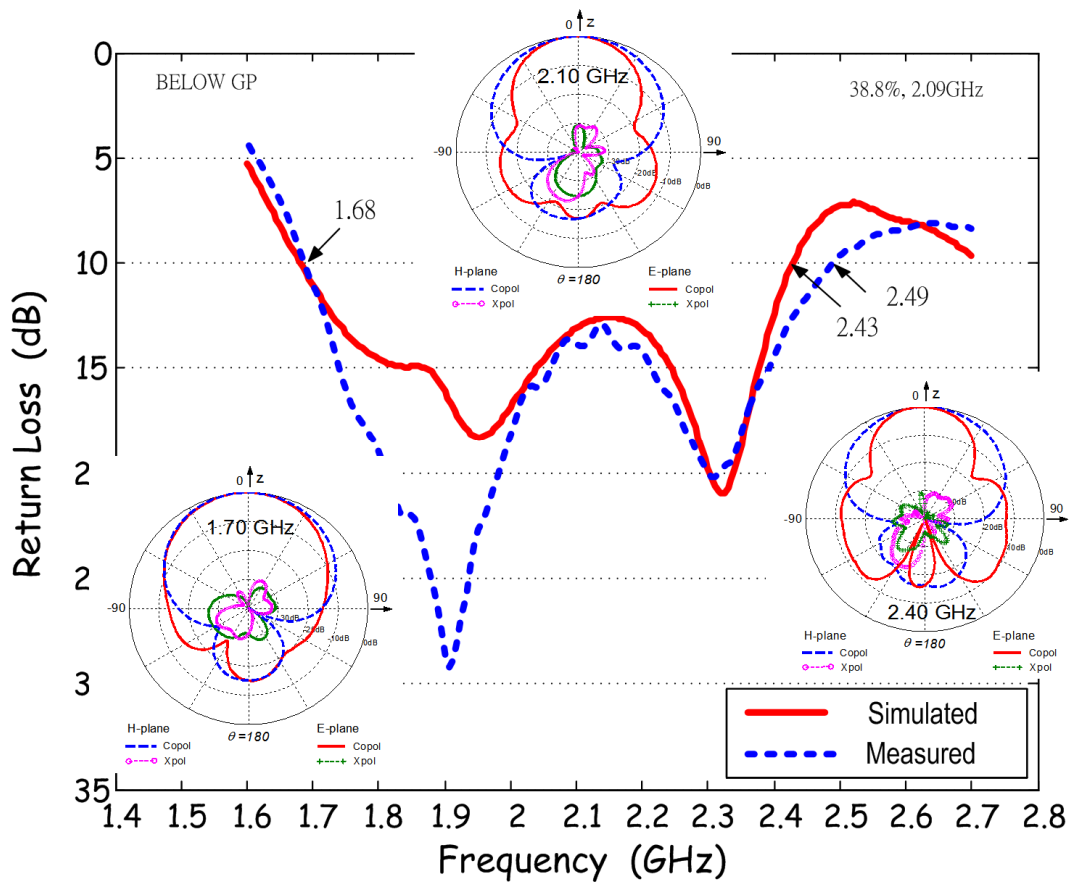 0 z
0
BELOW GP
2.10 GHz
38.8%, 2.09GHz
-90
90
-20dB
-10dB
0dB
5
1.68
H-plane
E-plane
Copol
Copol
Xpol
Xpol
θ=180
10
2.49
2.43
Return Loss (dB)
15
0 z
2
0 z
1.70 GHz
-90
90
-20dB
-10dB
0dB
2
2.40 GHz
-90
90
-30dB
-10dB
0dB
H-plane
E-plane
Copol
Copol
Xpol
Xpol
θ=180
3
Simulated
Measured
H-plane
E-plane
Copol
Copol
Xpol
Xpol
θ=180
35
1.4 1.5 1.6 1.7 1.8 1.9 2 2.1 2.2 2.3 2.4 2.5 2.6 2.7 2.8
Frequency (GHz)